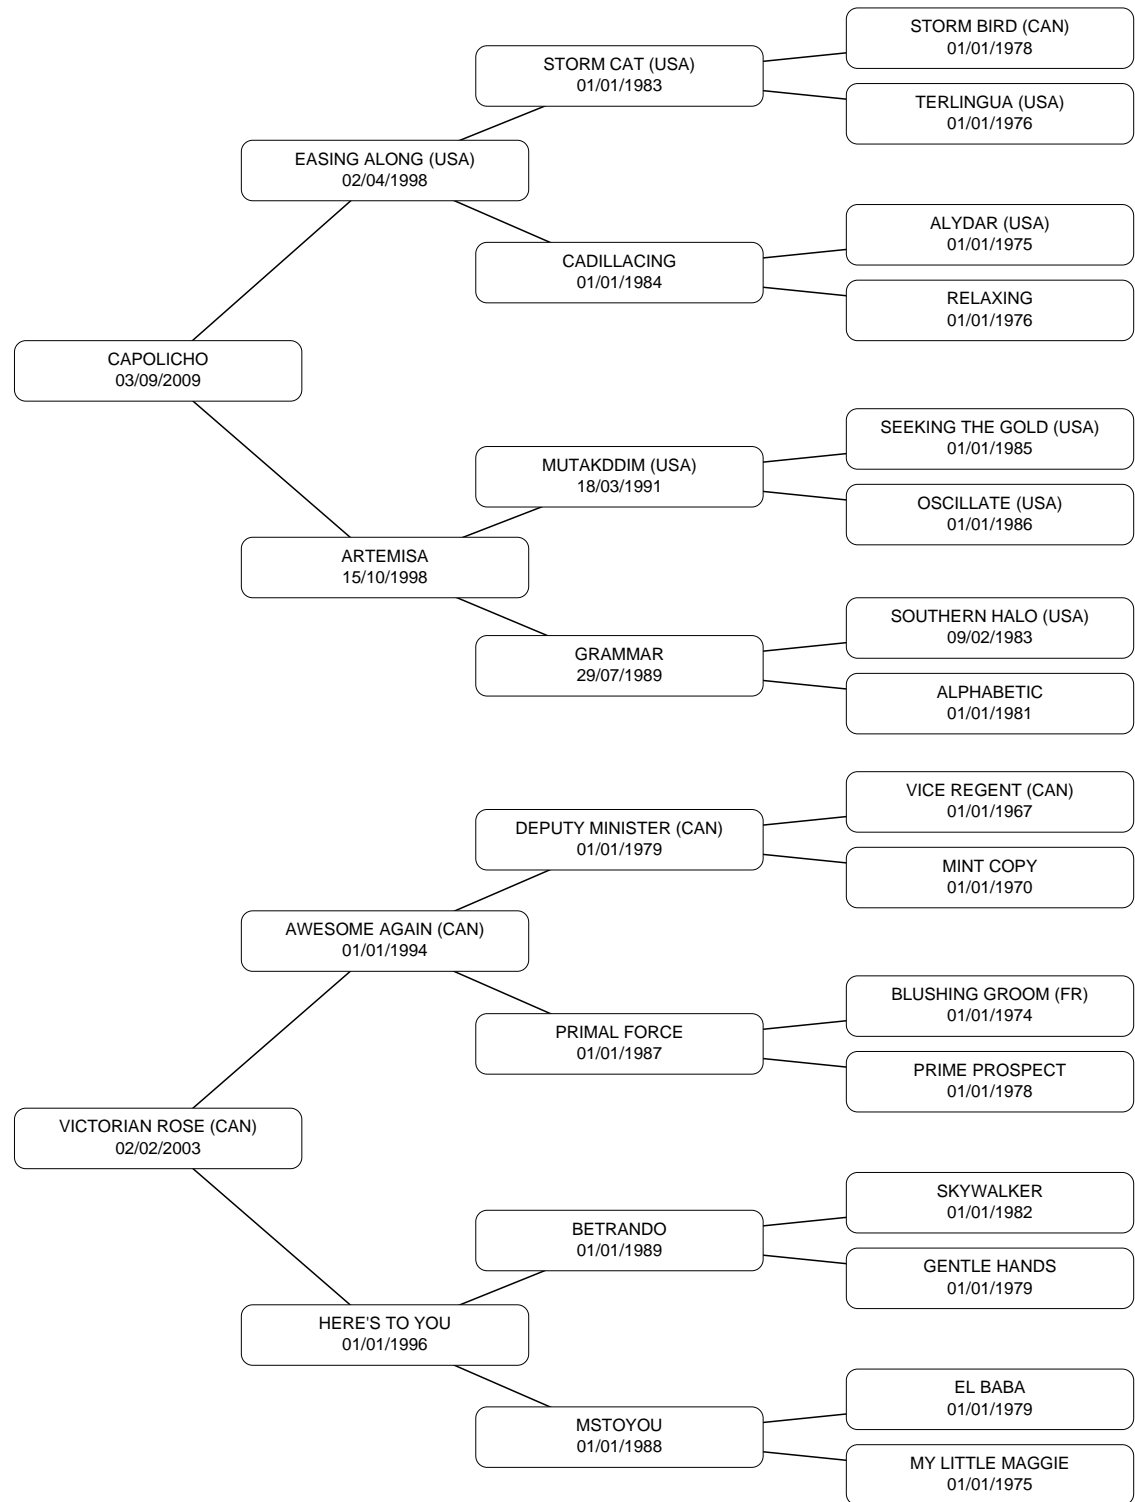 STORM BIRD (CAN)
01/01/1978
STORM CAT (USA)
01/01/1983
TERLINGUA (USA)
01/01/1976
EASING ALONG (USA)
02/04/1998
ALYDAR (USA)
01/01/1975
CADILLACING
01/01/1984
RELAXING
01/01/1976
CAPOLICHO
03/09/2009
SEEKING THE GOLD (USA)
01/01/1985
MUTAKDDIM (USA)
18/03/1991
OSCILLATE (USA)
01/01/1986
ARTEMISA
15/10/1998
SOUTHERN HALO (USA)
09/02/1983
GRAMMAR
29/07/1989
ALPHABETIC
01/01/1981
VICE REGENT (CAN)
01/01/1967
DEPUTY MINISTER (CAN)
01/01/1979
MINT COPY
01/01/1970
AWESOME AGAIN (CAN)
01/01/1994
BLUSHING GROOM (FR)
01/01/1974
PRIMAL FORCE
01/01/1987
PRIME PROSPECT
01/01/1978
VICTORIAN ROSE (CAN)
02/02/2003
SKYWALKER
01/01/1982
BETRANDO
01/01/1989
GENTLE HANDS
01/01/1979
HERE'S TO YOU
01/01/1996
EL BABA
01/01/1979
MSTOYOU
01/01/1988
MY LITTLE MAGGIE
01/01/1975